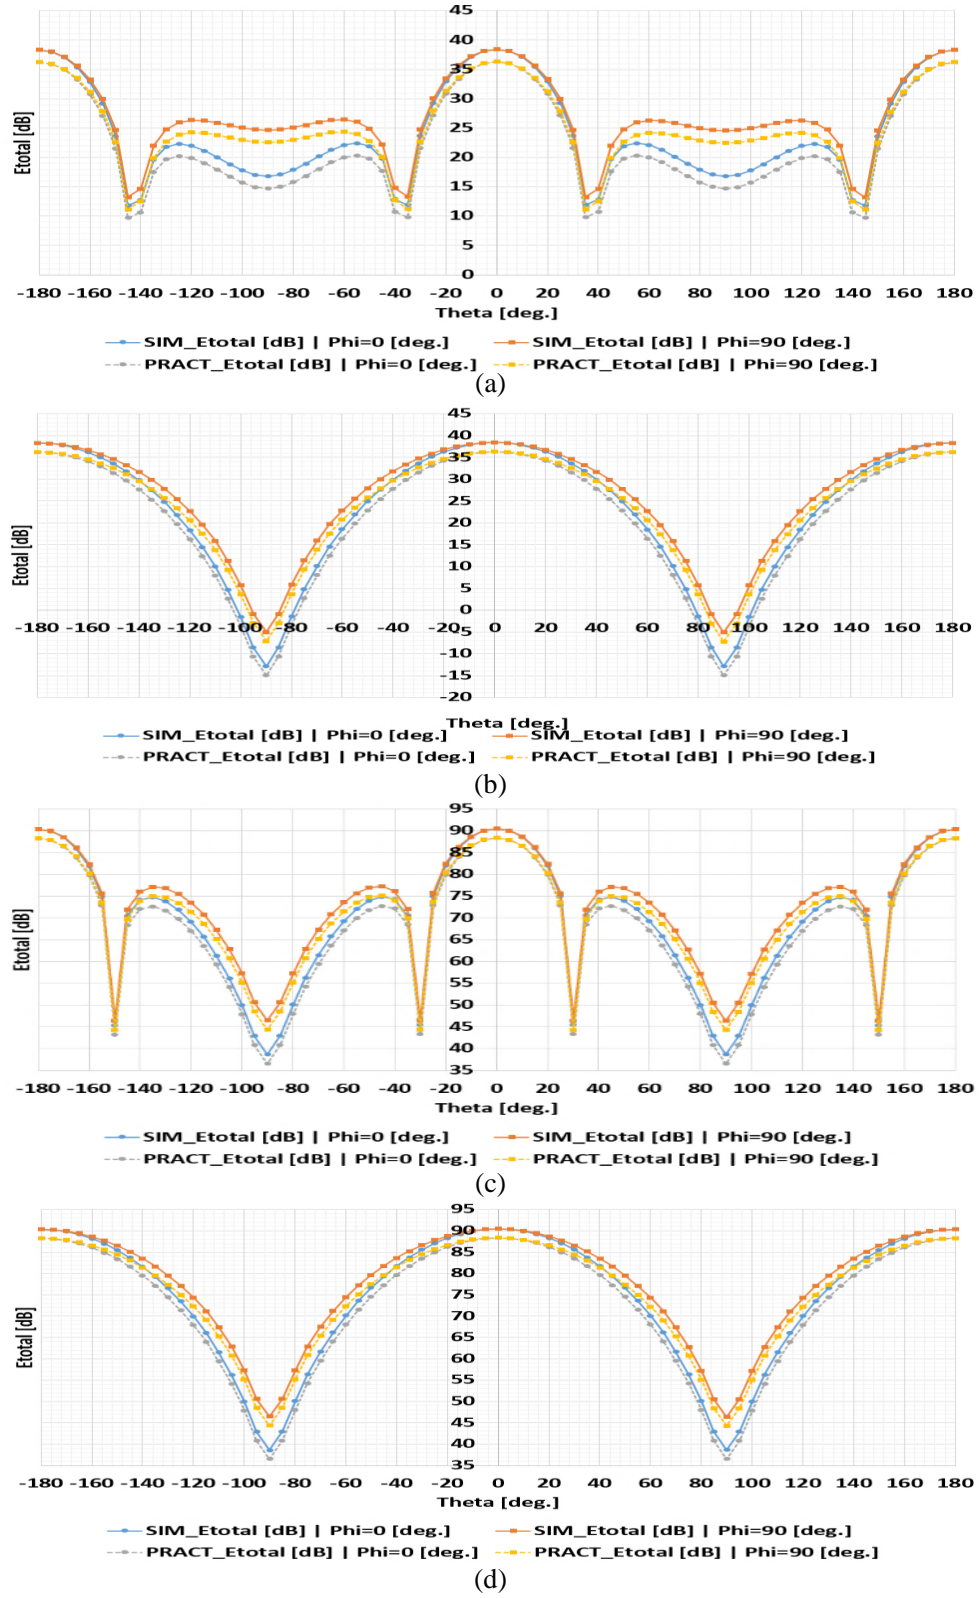 45
40
35
30
25
20
15
10
5
0
Etotal [dB]
-180 -160 -140 -120 -100 -80 -60 -40 -20 0 20 40 60 80 100 120 140 160 180
Theta [deg.]
SIM_Etotal [dB] | Phi=0 [deg.] SIM_Etotal [dB] | Phi=90 [deg.]
PRACT_Etotal [dB] | Phi=0 [deg.] PRACT_Etotal [dB] | Phi=90 [deg.]
(a)
45
40
35
30
25
20
15
10
5
0
-5
-10
-15
-20
Etotal [dB]
-180 -160 -140 -120 -100 -80 -60 -40 -20 0 20 40 60 80 100 120 140 160 180
Theta [deg.]
SIM_Etotal [dB] | Phi=0 [deg.] SIM_Etotal [dB] | Phi=90 [deg.]
PRACT_Etotal [dB] | Phi=0 [deg.] PRACT_Etotal [dB] | Phi=90 [deg.]
(b)
95
90
85
80
75
70
65
60
55
50
45
40
35
Etotal [dB]
-180 -160 -140 -120 -100 -80 -60 -40 -20 0 20 40 60 80 100 120 140 160 180
Theta [deg.]
SIM_Etotal [dB] | Phi=0 [deg.] SIM_Etotal [dB] | Phi=90 [deg.]
PRACT_Etotal [dB] | Phi=0 [deg.] PRACT_Etotal [dB] | Phi=90 [deg.]
(c)
95
90
85
80
75
70
65
60
55
50
45
40
35
Etotal [dB]
-180 -160 -140 -120 -100 -80 -60 -40 -20 0 20 40 60 80 100 120 140 160 180
Theta [deg.]
SIM_Etotal [dB] | Phi=0 [deg.] SIM_Etotal [dB] | Phi=90 [deg.]
PRACT_Etotal [dB] | Phi=0 [deg.] PRACT_Etotal [dB] | Phi=90 [deg.]
(d)